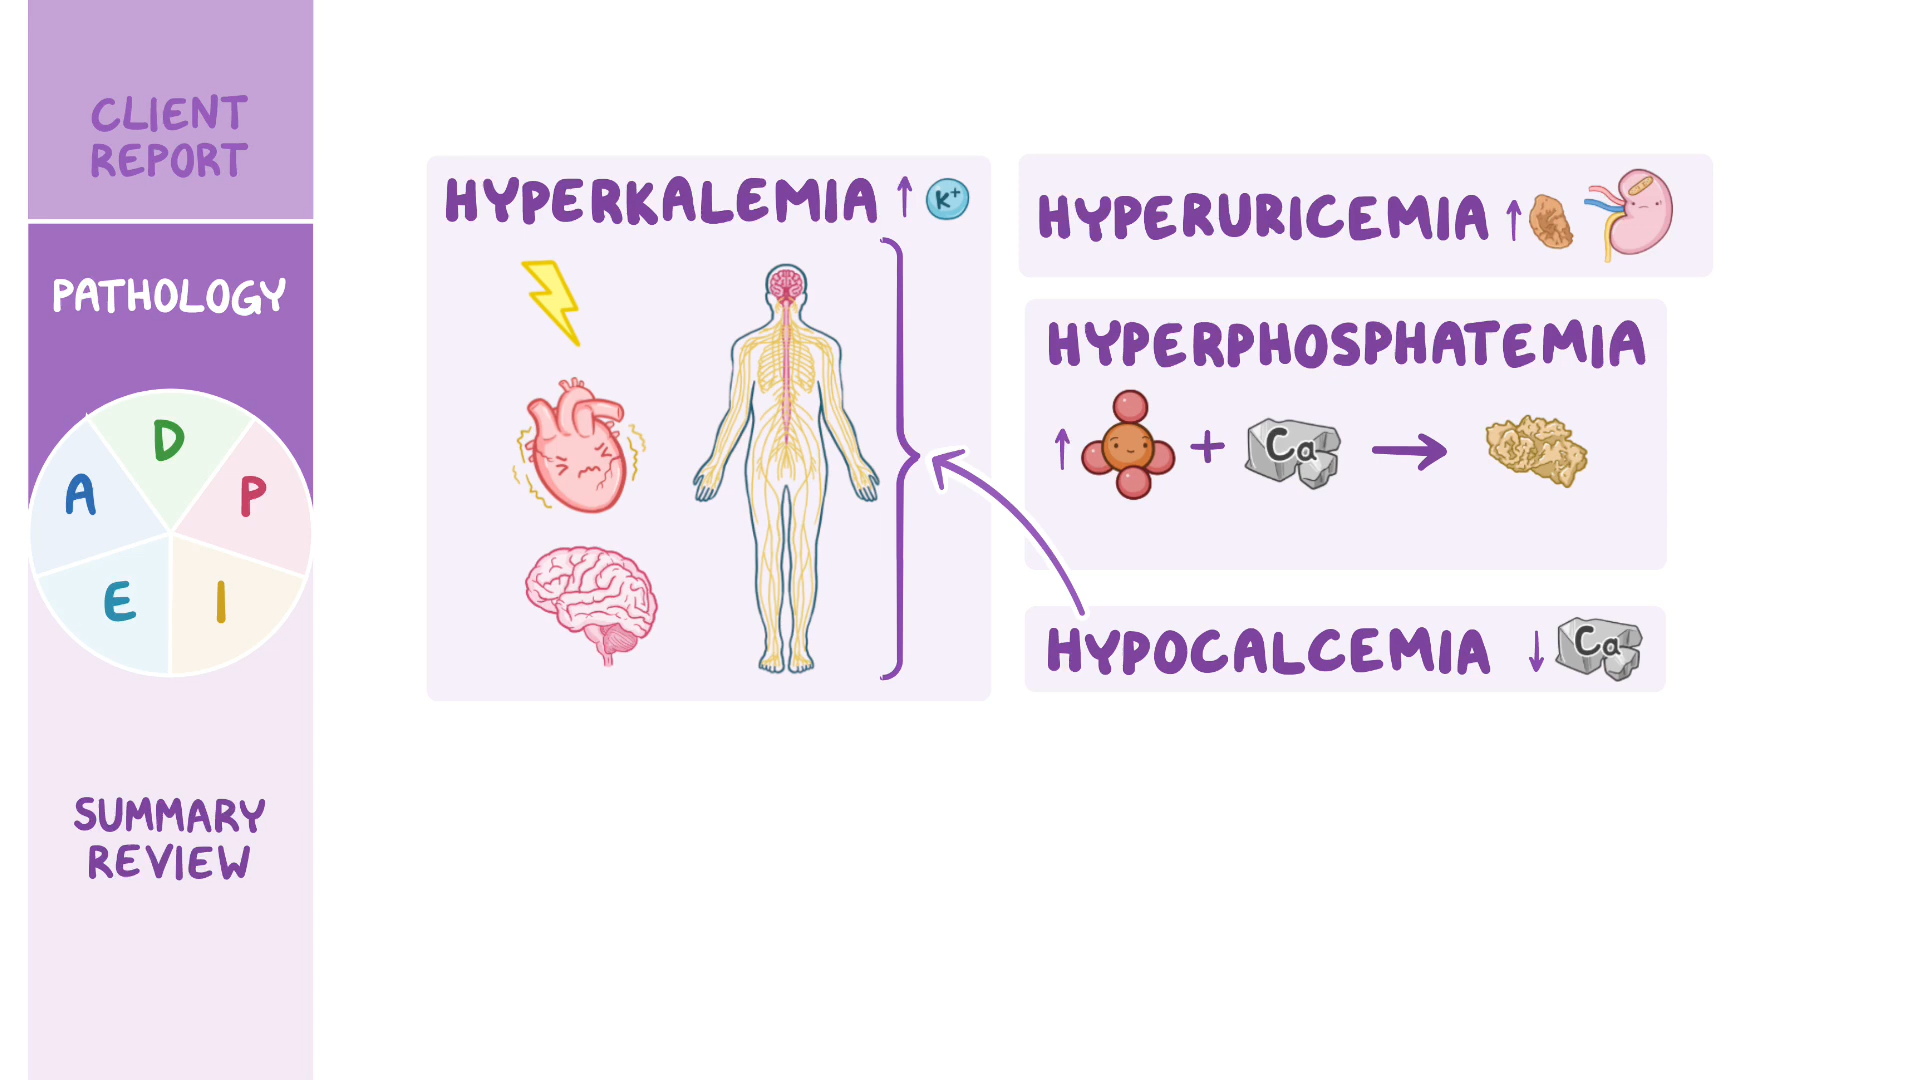 CLIENT
REPORT
PATHOLOGY
D
A
P
E
I
SUMMARY
REVIEW
HYPERKALEMIA ↑ K+
HYPERURICEMIA ↑
HYPERPHOSPHATEMIA
↑ + Ca →
HYPOCALCEMIA ↓ Ca